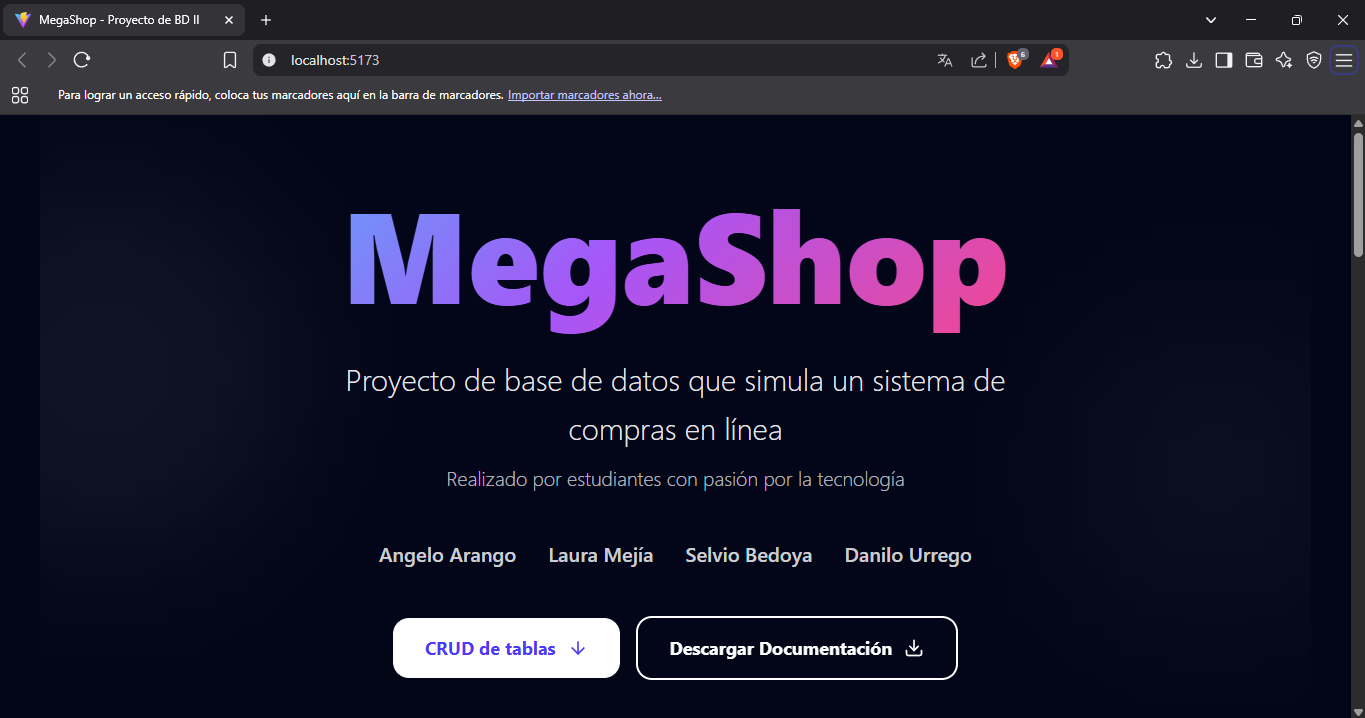 MegaShop - Proyecto de BD II
localhost:5173
6
1
Para lograr un acceso rápido, coloca tus marcadores aquí en la barra de marcadores. Importar marcadores ahora...
MegaShop
Proyecto de base de datos que simula un sistema de
compras en línea
Realizado por estudiantes con pasión por la tecnología
Angelo Arango Laura Mejía Selvio Bedoya Danilo Urrego
CRUD de tablas Descargar Documentación